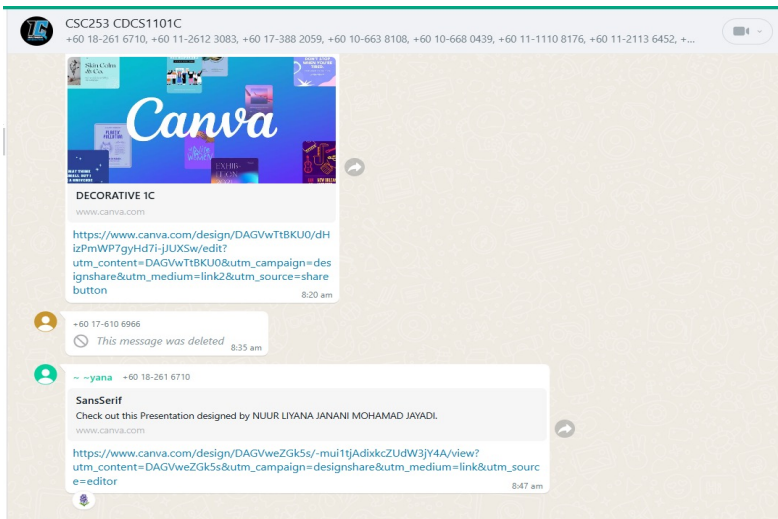 CSC253 CDCS1101C
+60 18-261 6710, +60 11-2612 3083, +60 17-388 2059, +60 10-663 8108, +60 10-668 0439, +60 11-1110 8176, +60 11-2113 6452, +...
Skin Calm
& Co.
Canva
EXHIB-
ITION
DECORATIVE 1C
www.canva.com
https://www.canva.com/design/DAGVwTtBKU0/dH
izPmWP7gyHd7i-jJUXSw/edit?
utm_content=DAGVwTtBKU0&utm_campaign=des
ignshare&utm_medium=link2&utm_source=share
button
8:20 am
+60 17-610 6966
This message was deleted
8:35 am
~ ~yana +60 18-261 6710
SansSerif
Check out this Presentation designed by NUUR LIYANA JANANI MOHAMAD JAYADI.
www.canva.com
https://www.canva.com/design/DAGVweZGk5s/-mui1tjAdixkcZUdW3jY4A/view?
utm_content=DAGVweZGk5s&utm_campaign=designshare&utm_medium=link&utm_sourc
e=editor
8:47 am